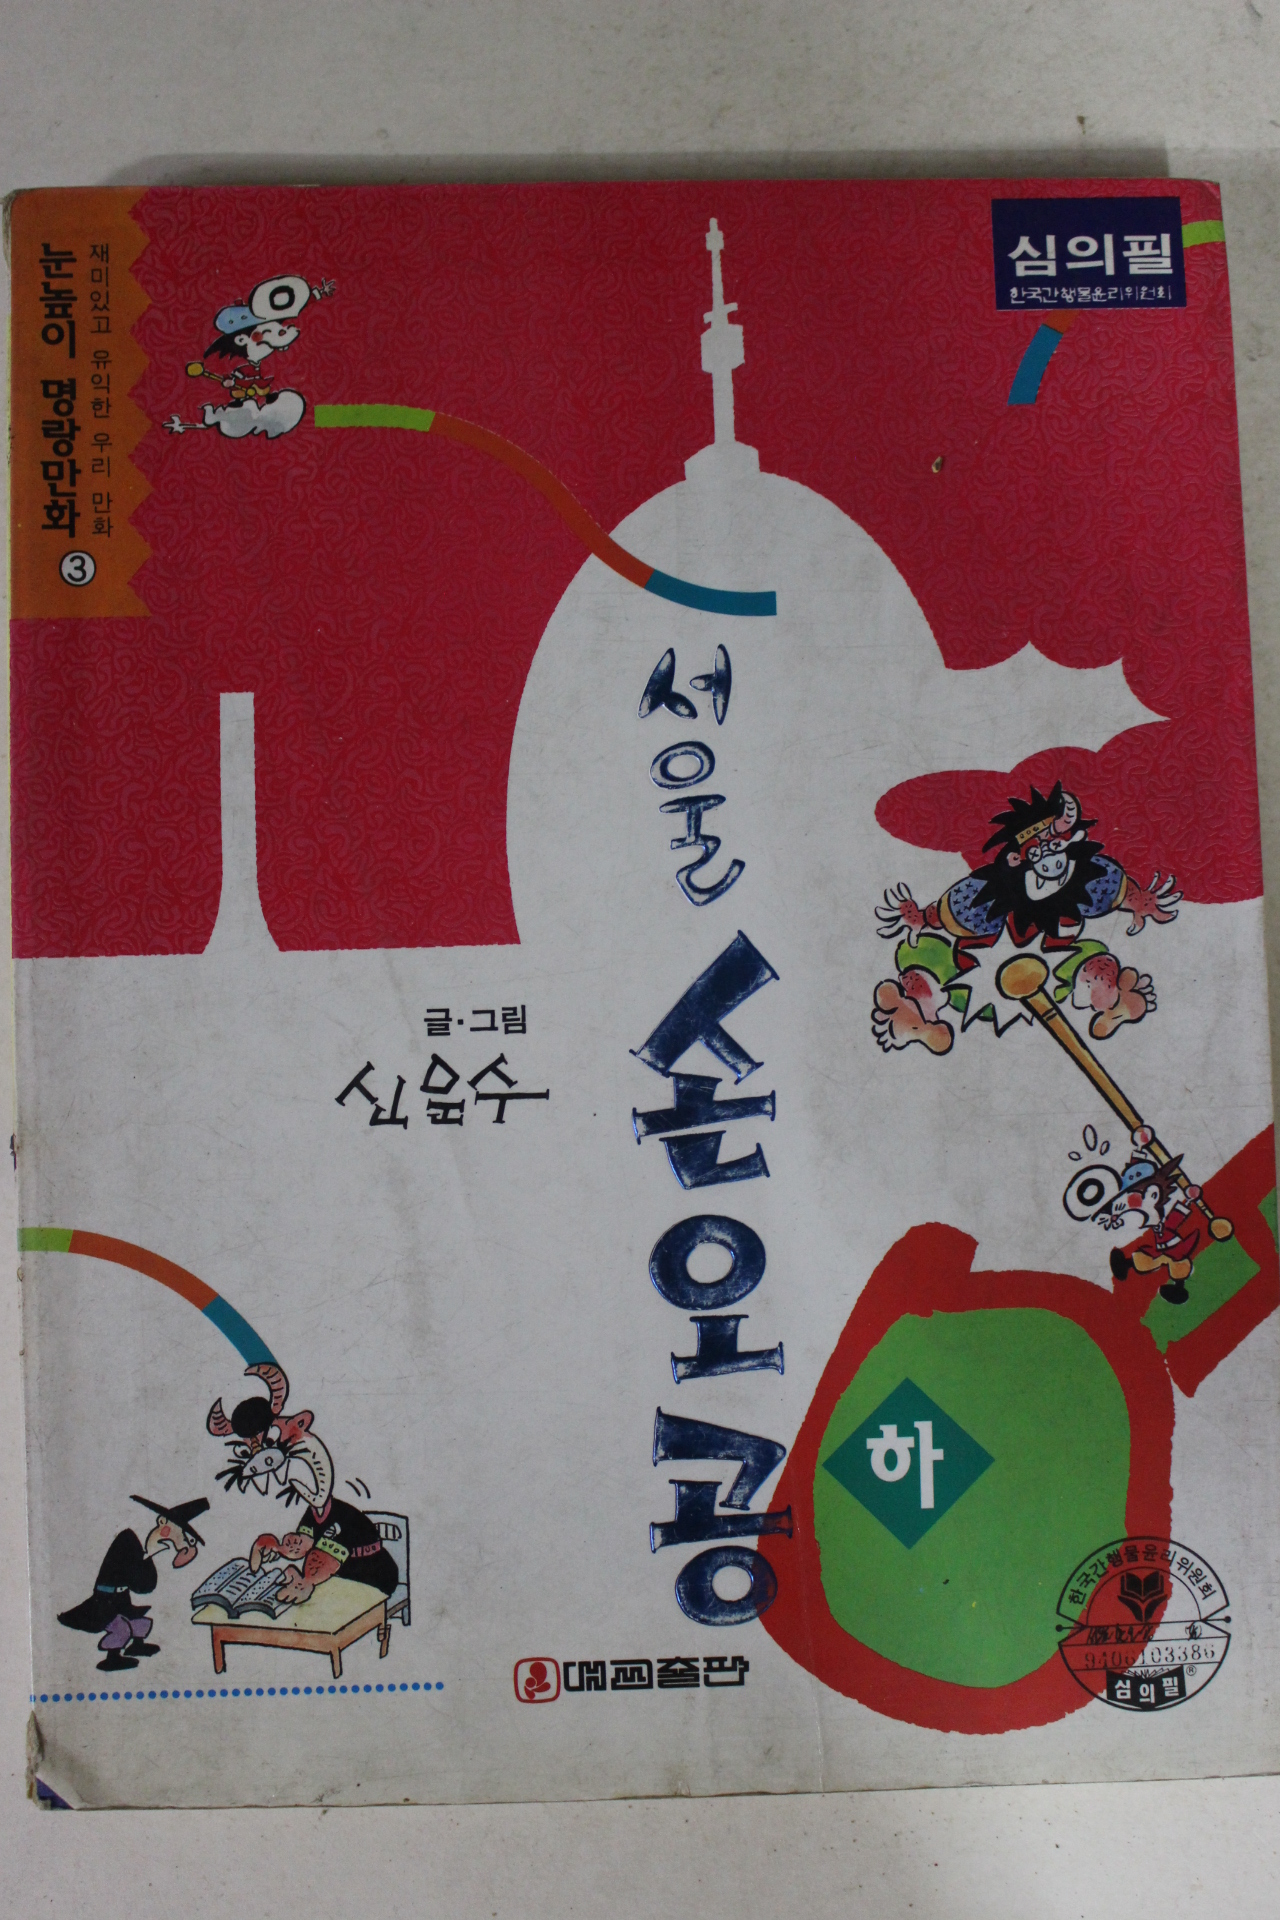 재미있고 유익한 우리 만화
눈높이 명랑만화
③
심의필
한국간행물윤리위원회
서울
손오공
하
글·그림
신문수
대교출판
한국간행물윤리위원회
9406103386
심의필®